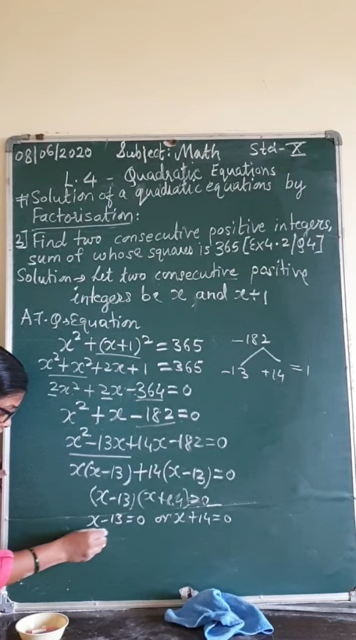 08/06/2020 Subject: Math Std-X
L.4 - Quadratic Equations
# Solution of a quadratic equations by
Factorisation:
3] Find two consecutive positive integers,
sum of whose squares is 365 [Ex4.2/Q4]
Solution → Let two consecutive positive
integers be x and x+1
A.T.Q→Equation
x² + (x+1)² = 365
x² + x² + 2x + 1 = 365
2x² + 2x - 364 = 0
x² + x - 182 = 0
x² - 13x + 14x - 182 = 0
x(x-13) + 14(x-13) = 0
(x-13)(x+14) = 0
x-13=0 or x+14=0
-182
-13 +14 = 1